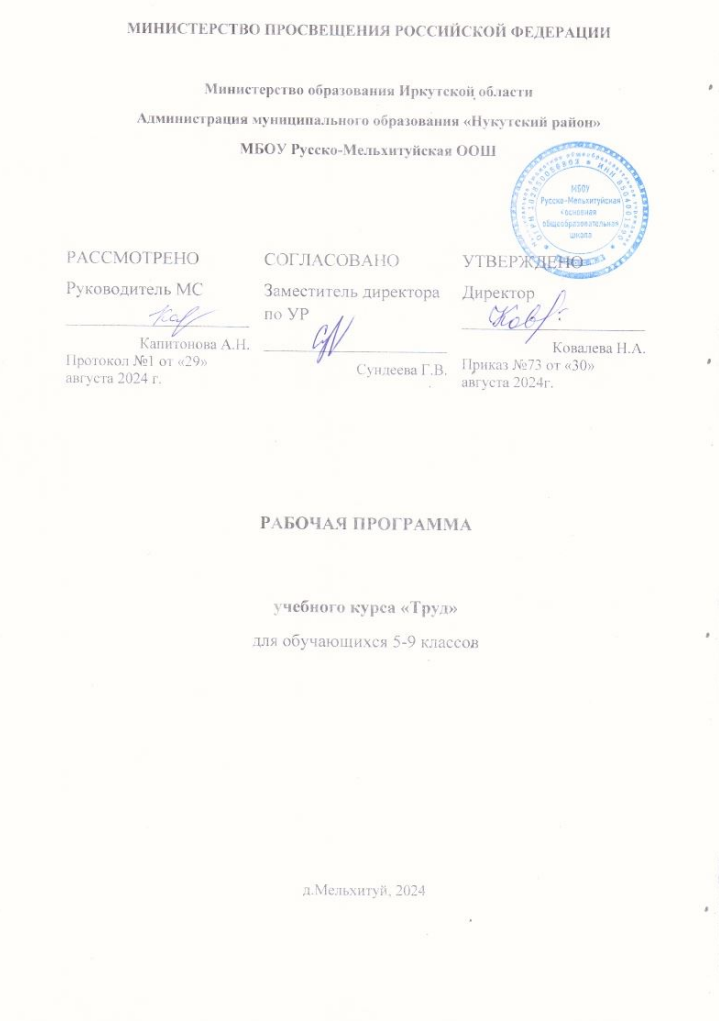 МИНИСТЕРСТВО ПРОСВЕЩЕНИЯ РОССИЙСКОЙ ФЕДЕРАЦИИ
Министерство образования Иркутской области
Администрация муниципального образования «Нукутский район»
МБОУ Русско-Мельхитуйская ООШ
МБОУ
Русско-Мельхитуйская
основная
общеобразовательная
школа
РАССМОТРЕНО
Руководитель МС
Капитонова А.Н.
Протокол №1 от «29»
августа 2024 г.
СОГЛАСОВАНО
Заместитель директора
по УР
Сундеева Г.В.
УТВЕРЖДЕНО
Директор
Ковалева Н.А.
Приказ №73 от «30»
августа 2024г.
РАБОЧАЯ ПРОГРАММА
учебного курса «Труд»
для обучающихся 5-9 классов
д.Мельхитуй, 2024